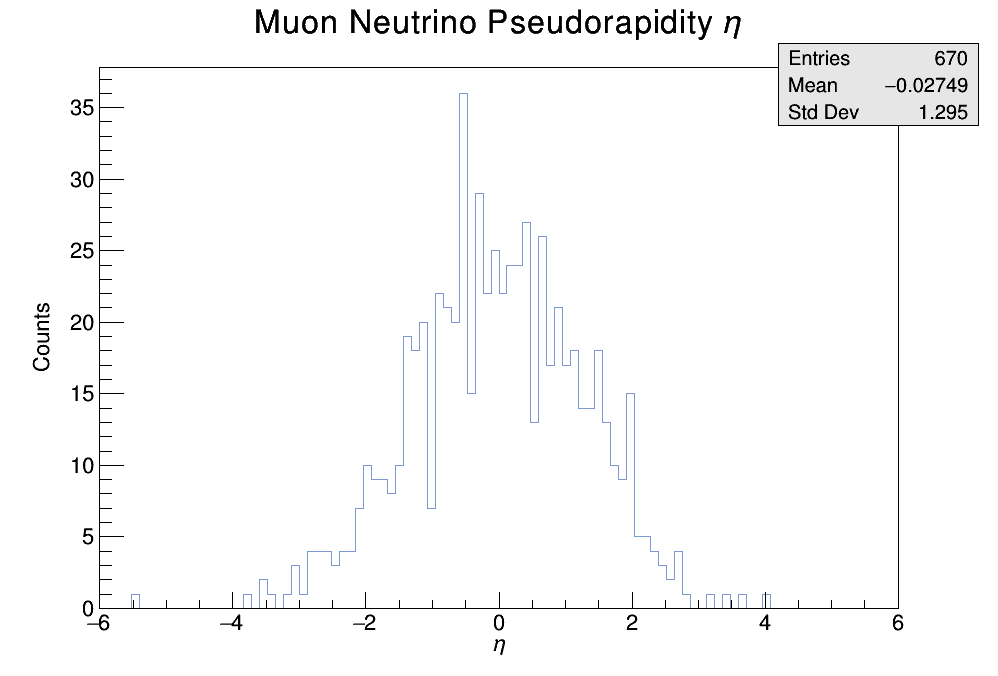 Muon Neutrino Pseudorapidity η
Entries 670
Mean −0.02749
Std Dev 1.295
35
30
25
20
15
10
5
0
Counts
−6 −4 −2 0 2 4 6
η